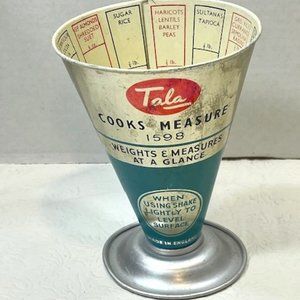 SUGAR
RICE
HARICOTS
LENTILS
BARLEY
PEAS
SULTANAS
TAPIOCA
SUET
Tala
COOKS MEASURE
1598
WEIGHTS & MEASURES
AT A GLANCE
WHEN
USING SHAKE
LIGHTLY TO
LEVEL
SURFACE
MADE IN ENGLAND